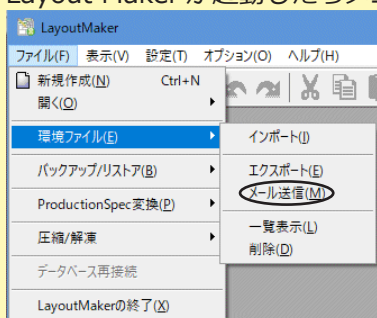 LayoutMaker
ファイル(F) 表示(V) 設定(T) オプション(O) ヘルプ(H)
新規作成(N) Ctrl+N
開く(O)
環境ファイル(E)
インポート(I)
バックアップ/リストア(B)
エクスポート(E)
メール送信(M)
ProductionSpec変換(P)
一覧表示(L)
圧縮/解凍
削除(D)
データベース再接続
LayoutMakerの終了(X)